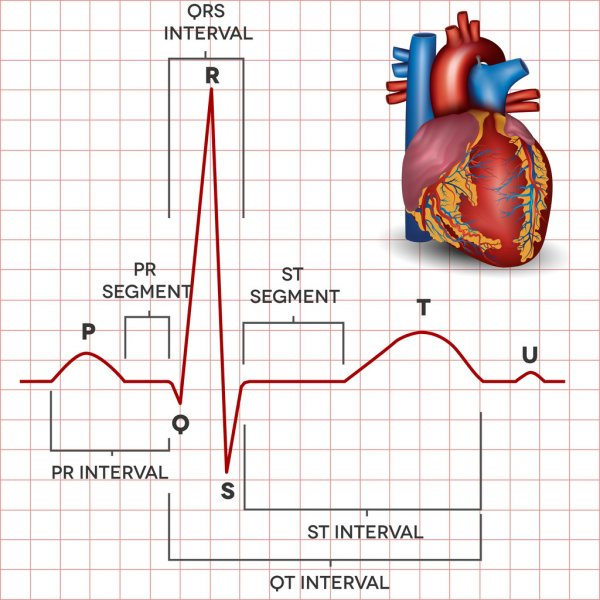 QRS
INTERVAL
R
PR
SEGMENT
ST
SEGMENT
P
T
U
Q
PR INTERVAL
S
ST INTERVAL
QT INTERVAL